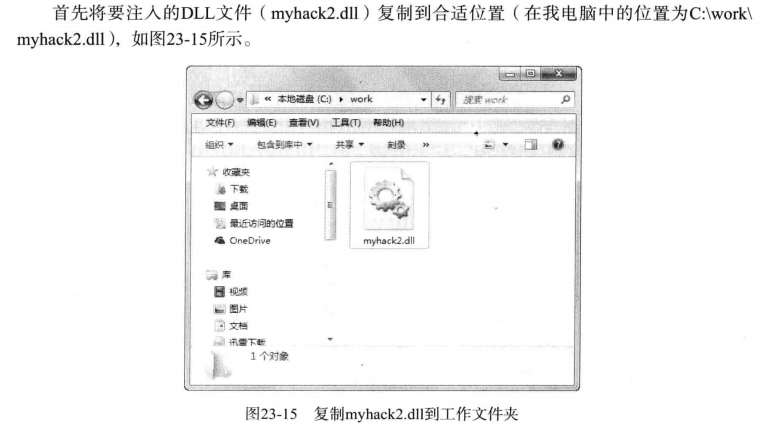 首先将要注入的DLL文件（myhack2.dll）复制到合适位置（在我电脑中的位置为C:\work\
myhack2.dll），如图23-15所示。
« 本地磁盘 (C:) ▸ work
搜索 work
文件(F) 编辑(E) 查看(V) 工具(T) 帮助(H)
组织 ▼ 包含到库中 ▼ 共享 ▼ 刻录 »
收藏夹
下载
桌面
最近访问的位置
OneDrive
myhack2.dll
库
视频
图片
文档
迅雷下载
1 个对象
图23-15 复制myhack2.dll到工作文件夹